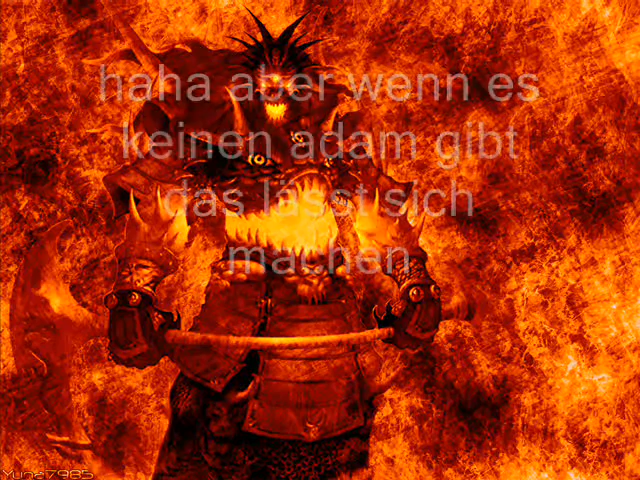 haha aber wenn es
keinen adam gibt
das lässt sich
machen
Yuna7985